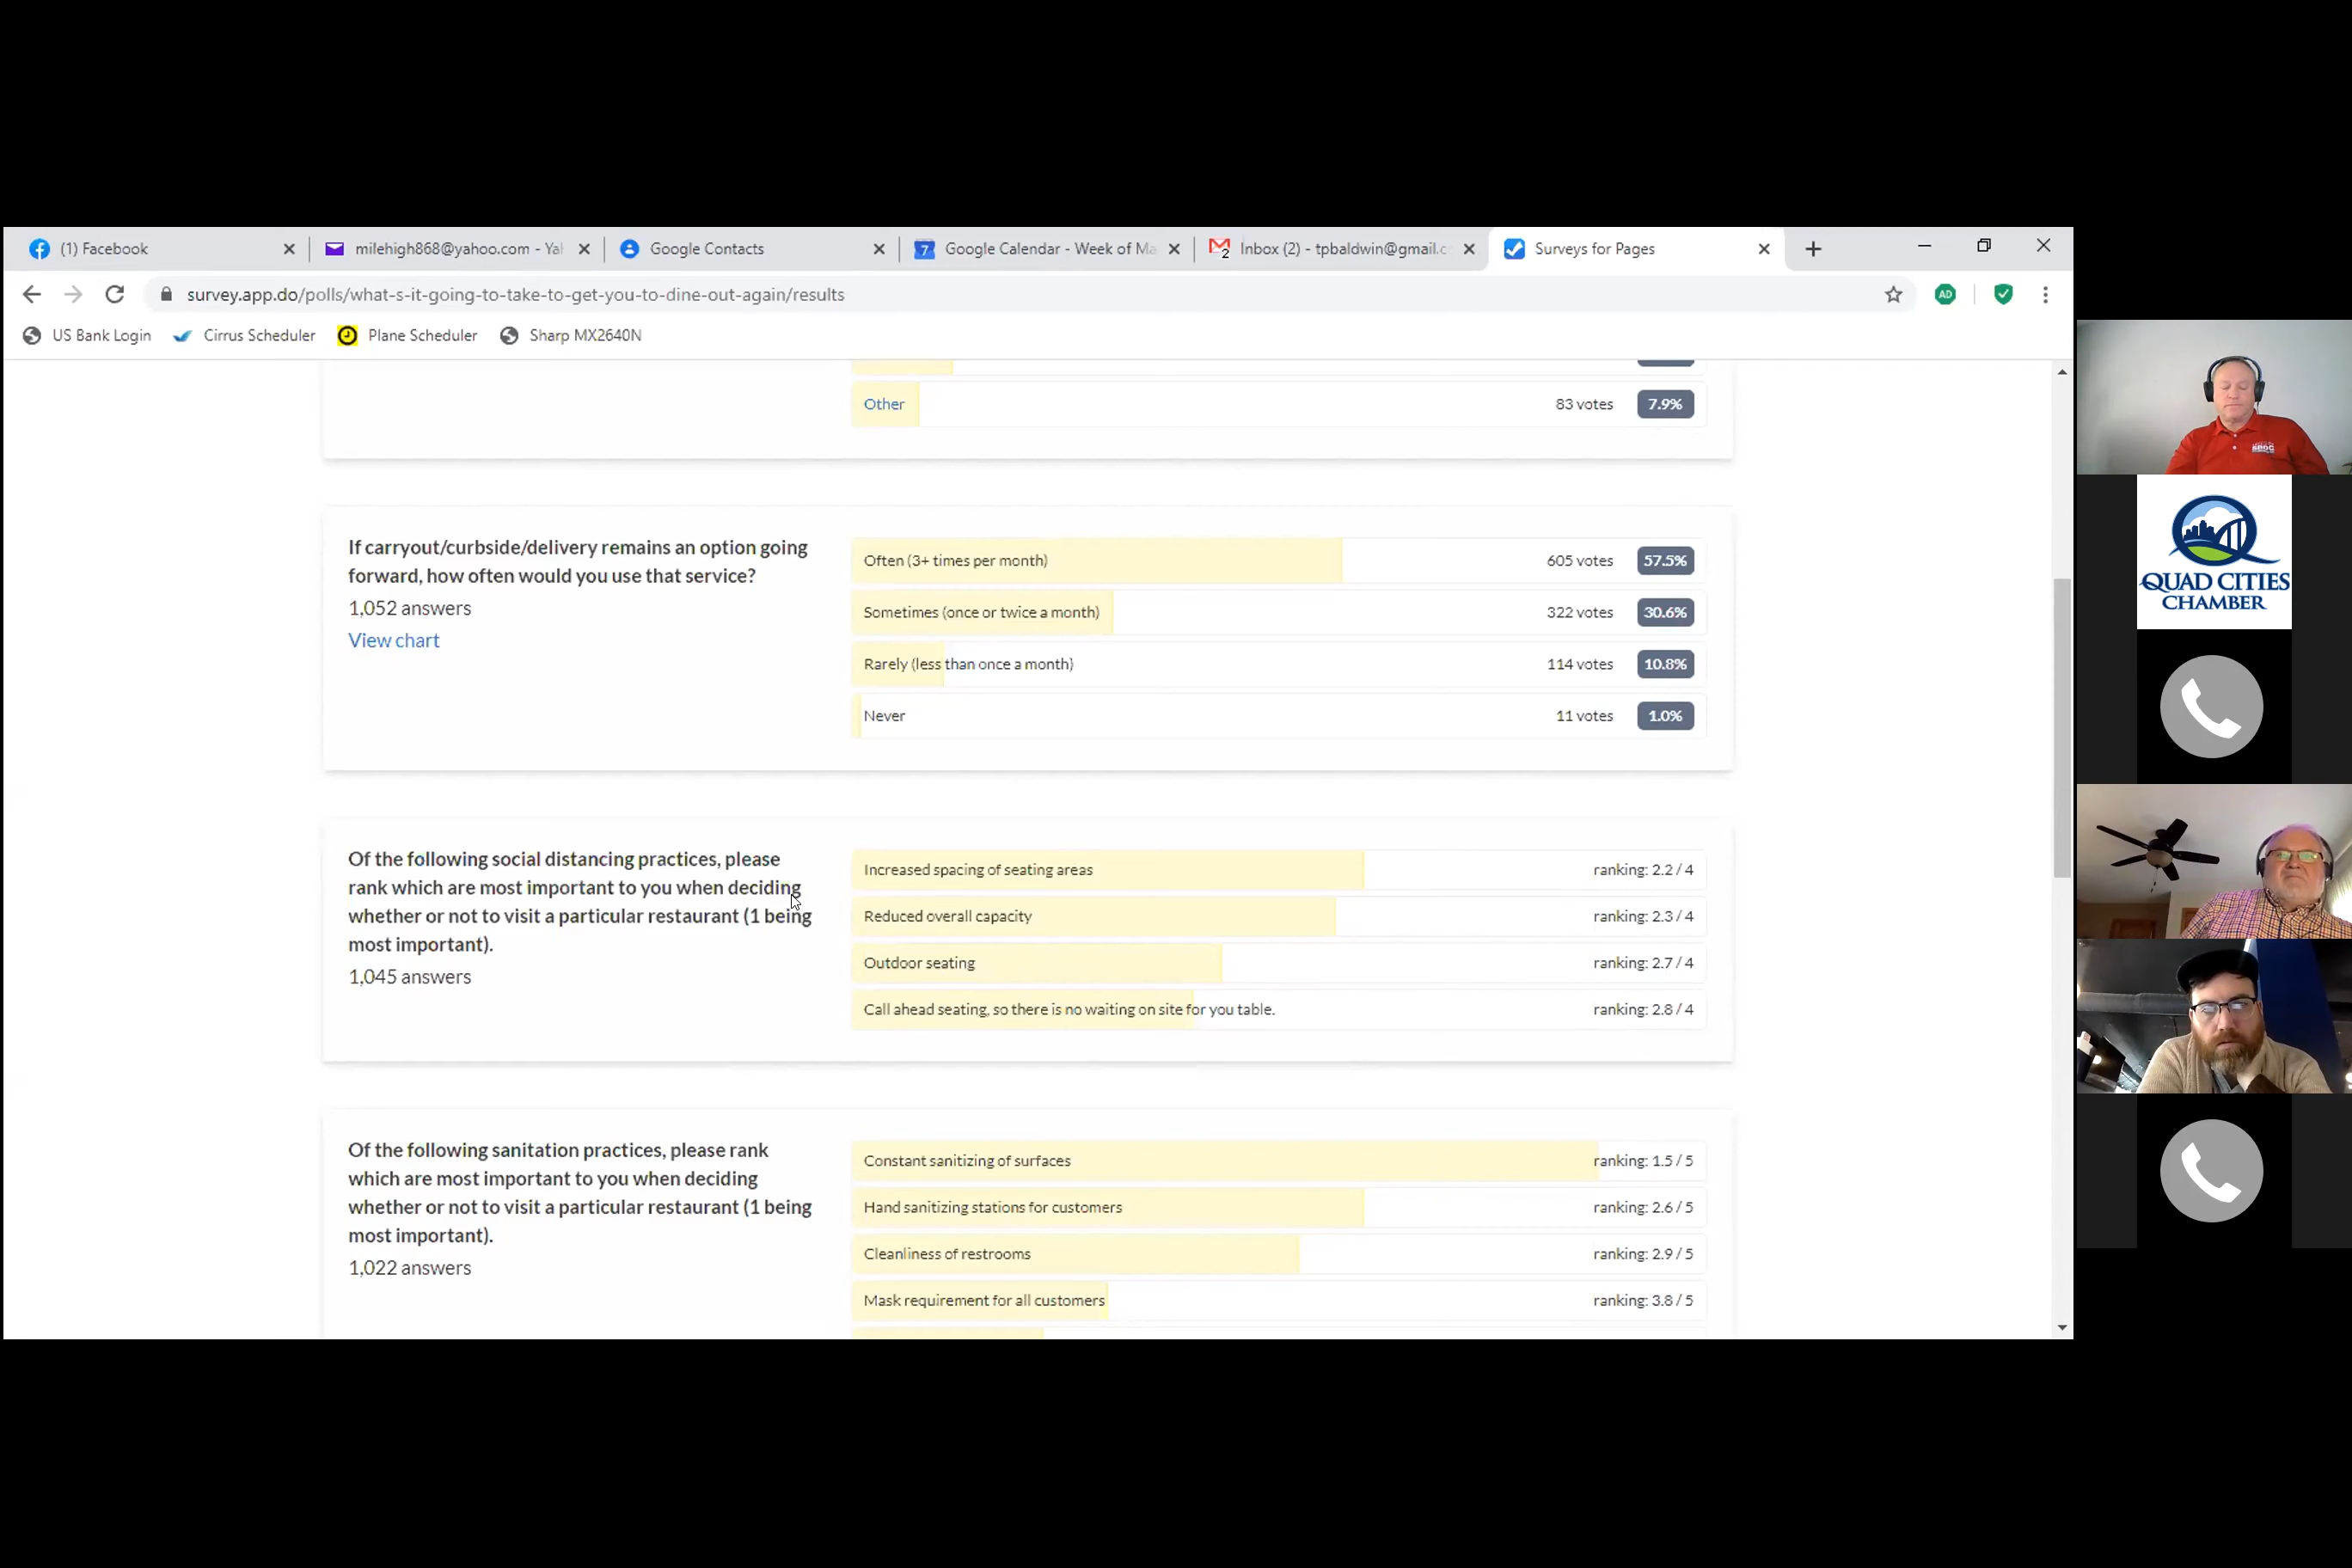 (1) Facebook
milehigh868@yahoo.com - Yal
Google Contacts
7
Google Calendar - Week of Ma
2
Inbox (2) - tpbaldwin@gmail.c
Surveys for Pages
survey.app.do/polls/what-s-it-going-to-take-to-get-you-to-dine-out-again/results
AD
US Bank Login
Cirrus Scheduler
Plane Scheduler
Sharp MX2640N
Other 83 votes 7.9%
If carryout/curbside/delivery remains an option going
forward, how often would you use that service?
1,052 answers
View chart
Often (3+ times per month) 605 votes 57.5%
Sometimes (once or twice a month) 322 votes 30.6%
Rarely (less than once a month) 114 votes 10.8%
Never 11 votes 1.0%
Of the following social distancing practices, please
rank which are most important to you when deciding
whether or not to visit a particular restaurant (1 being
most important).
1,045 answers
Increased spacing of seating areas ranking: 2.2 / 4
Reduced overall capacity ranking: 2.3 / 4
Outdoor seating ranking: 2.7 / 4
Call ahead seating, so there is no waiting on site for you table. ranking: 2.8 / 4
Of the following sanitation practices, please rank
which are most important to you when deciding
whether or not to visit a particular restaurant (1 being
most important).
1,022 answers
Constant sanitizing of surfaces ranking: 1.5 / 5
Hand sanitizing stations for customers ranking: 2.6 / 5
Cleanliness of restrooms ranking: 2.9 / 5
Mask requirement for all customers ranking: 3.8 / 5
QUAD CITIES
CHAMBER